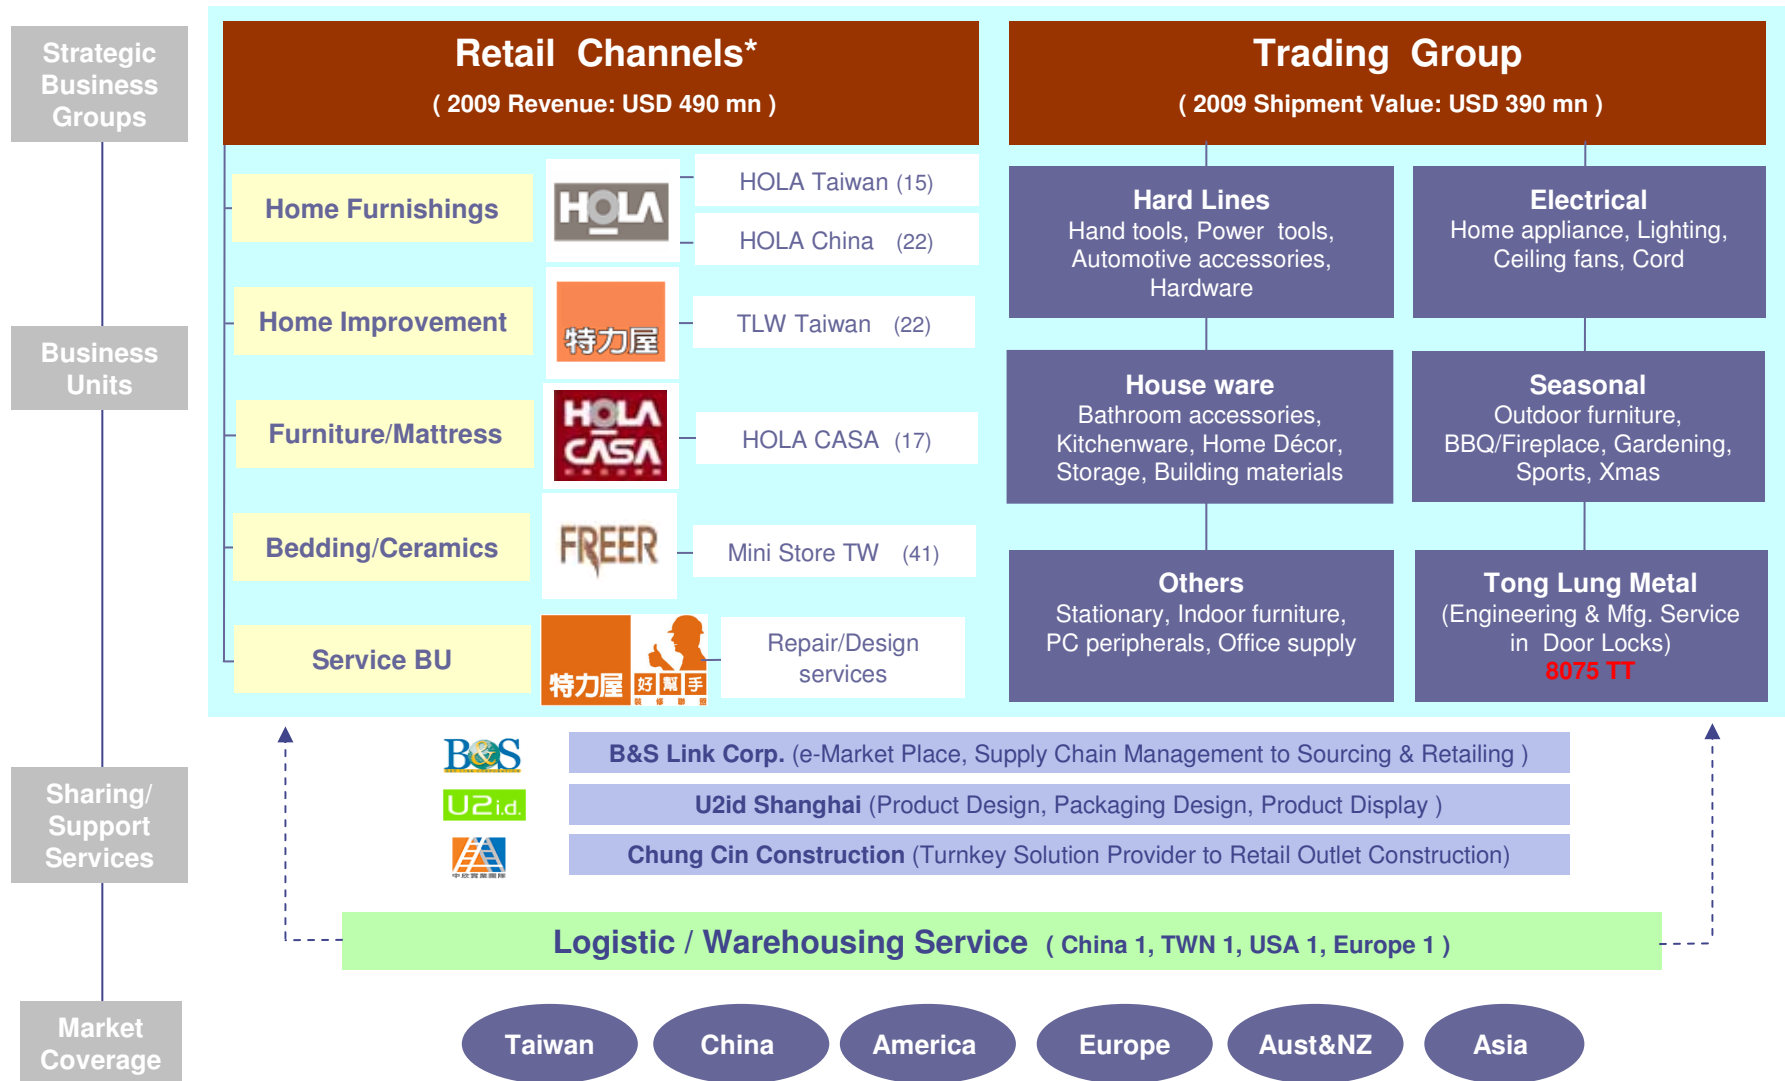 Strategic
Business
Groups
Retail Channels*
( 2009 Revenue: USD 490 mn )
Trading Group
( 2009 Shipment Value: USD 390 mn )
Home Furnishings
HOLA
HOLA Taiwan (15)
HOLA China (22)
Home Improvement
特力屋
TLW Taiwan (22)
Furniture/Mattress
HOLA
CASA
HOLA CASA (17)
Bedding/Ceramics
FREER
Mini Store TW (41)
Service BU
特力屋 好幫手
裝修聯盟
Repair/Design
services
Hard Lines
Hand tools, Power tools,
Automotive accessories,
Hardware
Electrical
Home appliance, Lighting,
Ceiling fans, Cord
House ware
Bathroom accessories,
Kitchenware, Home Décor,
Storage, Building materials
Seasonal
Outdoor furniture,
BBQ/Fireplace, Gardening,
Sports, Xmas
Others
Stationary, Indoor furniture,
PC peripherals, Office supply
Tong Lung Metal
(Engineering & Mfg. Service
in Door Locks)
8075 TT
Business
Units
Sharing/
Support
Services
B&S
B&S Link Corp. (e-Market Place, Supply Chain Management to Sourcing & Retailing )
U2id.
U2id Shanghai (Product Design, Packaging Design, Product Display )
Chung Cin Construction (Turnkey Solution Provider to Retail Outlet Construction)
Logistic / Warehousing Service ( China 1, TWN 1, USA 1, Europe 1 )
Market
Coverage
Taiwan
China
America
Europe
Aust&NZ
Asia